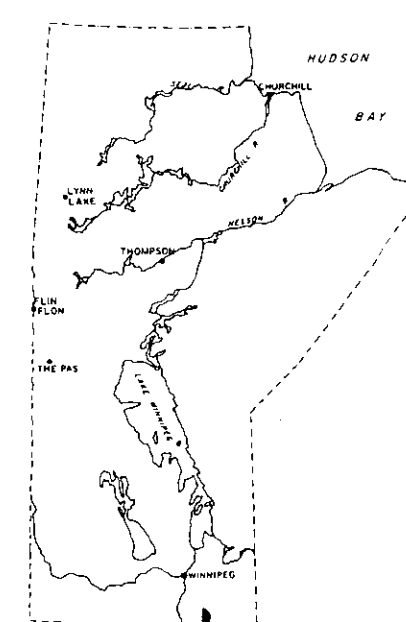 HUDSON
BAY
SEAL
CHURCHILL
CHURCHILL R
LYNN
LAKE
NELSON R
THOMPSON
FLIN
FLON
THE PAS
LAKE WINNIPEG
WINNIPEG